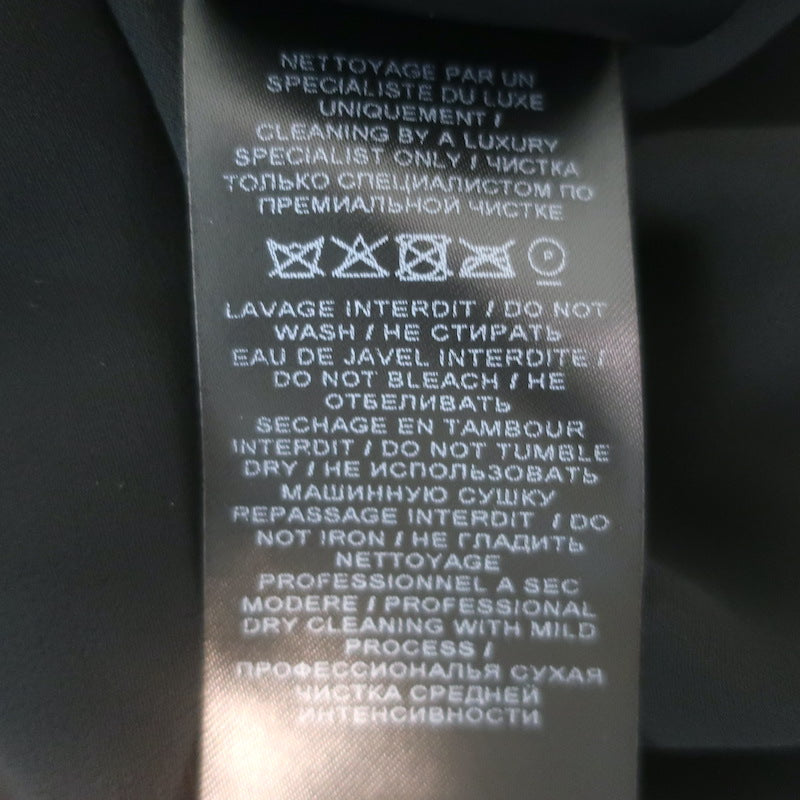 NETTOYAGE PAR UN
SPECIALISTE DU LUXE
UNIQUEMENT /
CLEANING BY A LUXURY
SPECIALIST ONLY / ЧИСТКА
ТОЛЬКО СПЕЦИАЛИСТОМ ПО
ПРЕМИАЛЬНОЙ ЧИСТКЕ
P
LAVAGE INTERDIT / DO NOT
WASH / НЕ СТИРАТЬ
EAU DE JAVEL INTERDITE /
DO NOT BLEACH / НЕ
ОТБЕЛИВАТЬ
SECHAGE EN TAMBOUR
INTERDIT / DO NOT TUMBLE
DRY / НЕ ИСПОЛЬЗОВАТЬ
МАШИННУЮ СУШКУ
REPASSAGE INTERDIT / DO
NOT IRON / НЕ ГЛАДИТЬ
NETTOYAGE
PROFESSIONNEL A SEC
MODERE / PROFESSIONAL
DRY CLEANING WITH MILD
PROCESS /
ПРОФЕССИОНАЛЬЯ СУХАЯ
ЧИСТКА СРЕДНЕЙ
ИНТЕНСИВНОСТИ